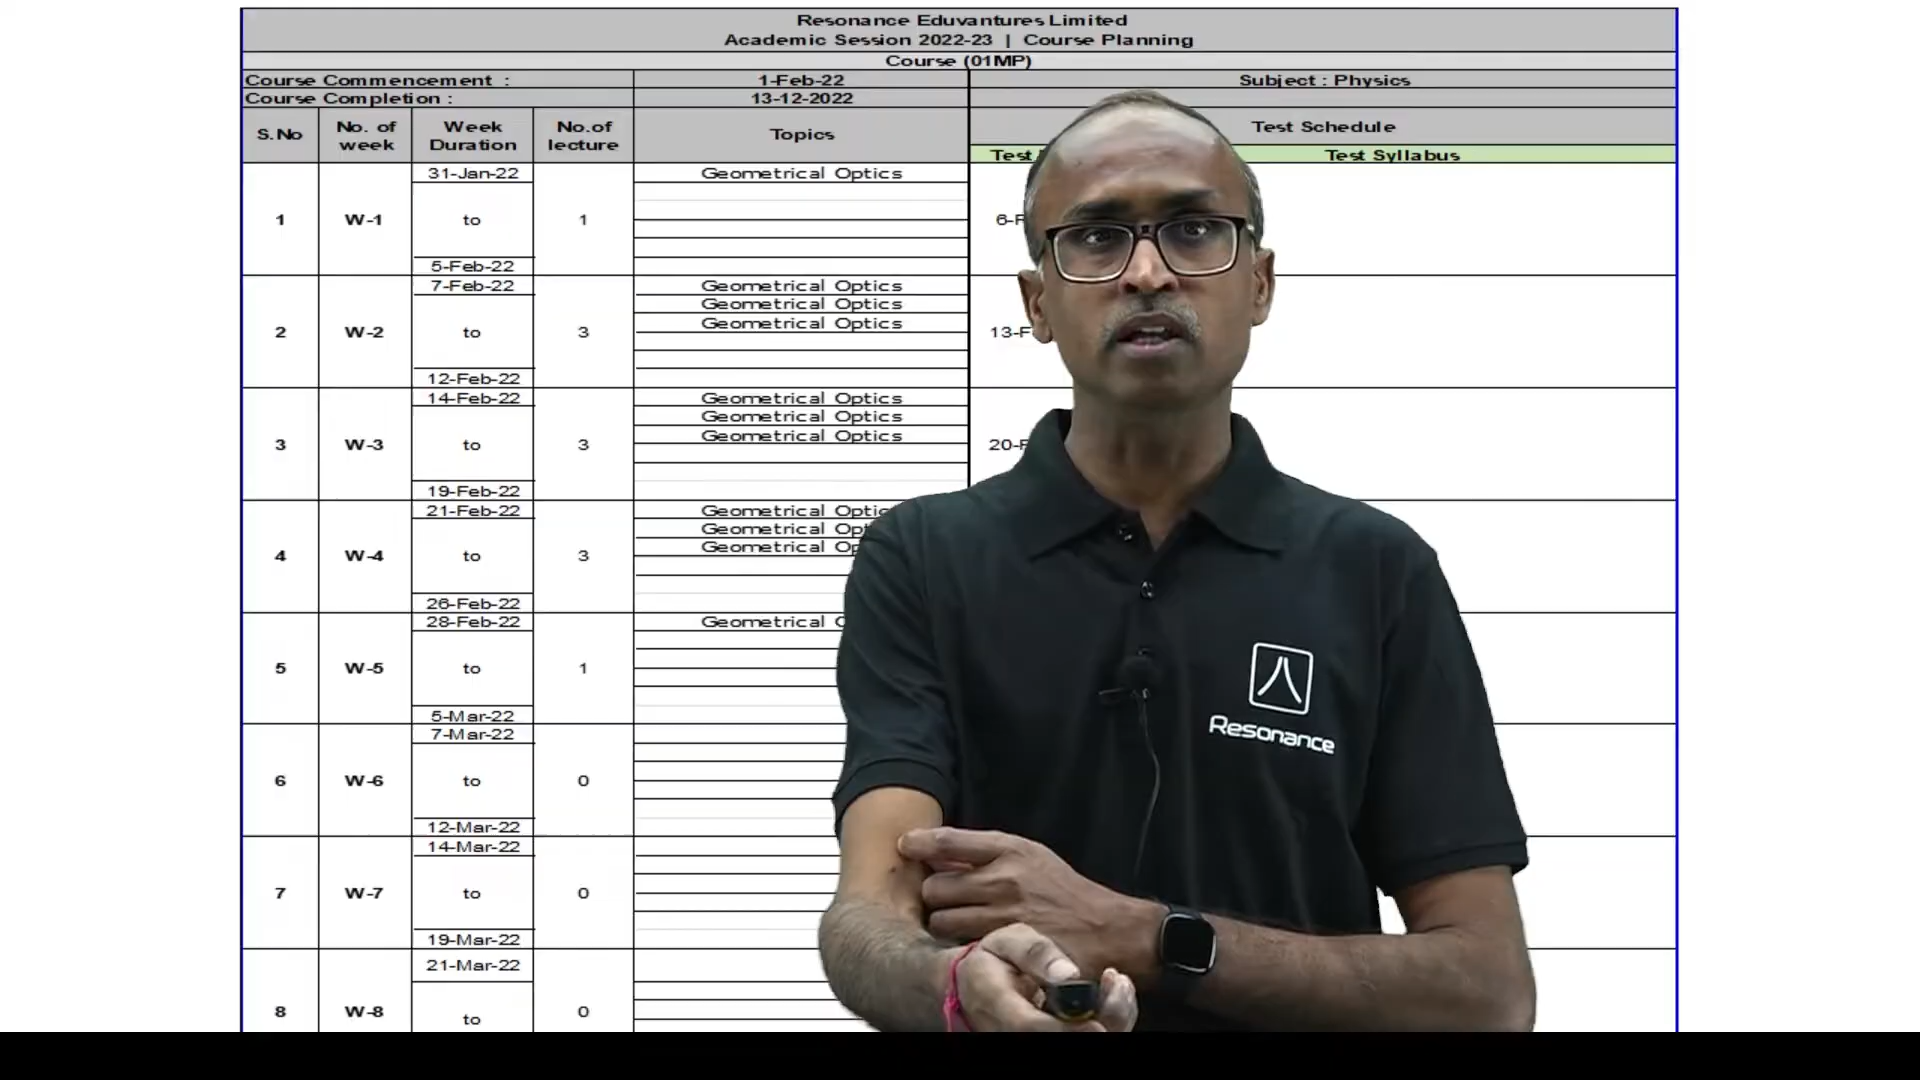 Resonance Eduvantures Limited
Academic Session 2022-23 | Course Planning
Course (01MP)
Course Commencement : 1-Feb-22 Subject : Physics
Course Completion : 13-12-2022
S.No No. of week Week Duration No.of lecture Topics Test Schedule
Test Test Syllabus
31-Jan-22 Geometrical Optics
1 W-1 to 1
5-Feb-22
7-Feb-22 Geometrical Optics
Geometrical Optics
Geometrical Optics
2 W-2 to 3
12-Feb-22
14-Feb-22 Geometrical Optics
Geometrical Optics
Geometrical Optics
3 W-3 to 3
19-Feb-22
21-Feb-22 Geometrical
Geometrical
Geometrical
4 W-4 to 3
26-Feb-22
28-Feb-22 Geometrical
5 W-5 to 1
5-Mar-22
7-Mar-22
6 W-6 to 0
12-Mar-22
14-Mar-22
7 W-7 to 0
19-Mar-22
21-Mar-22
8 W-8 to 0
Resonance